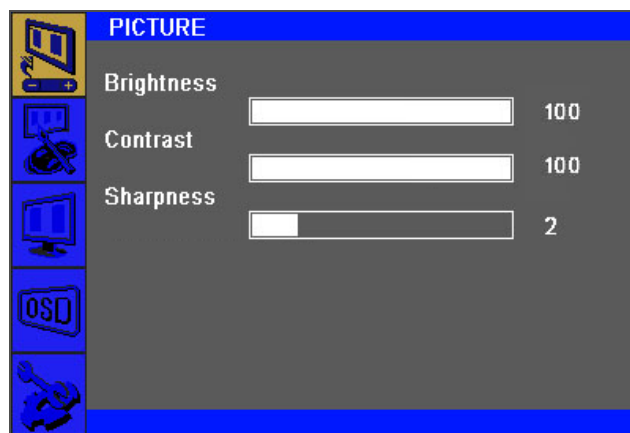 PICTURE
Brightness
100
Contrast
100
Sharpness
2
OSD